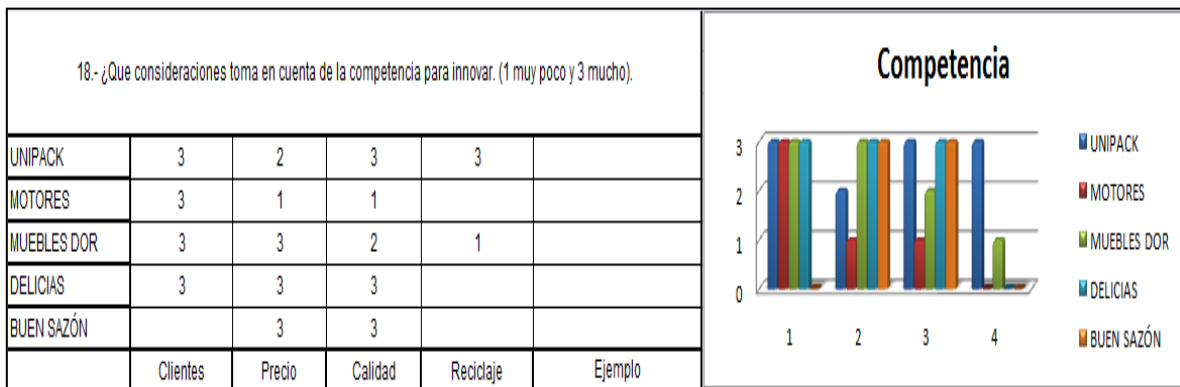 18.- ¿Que consideraciones toma en cuenta de la competencia para innovar. (1 muy poco y 3 mucho).
UNIPACK 3 2 3 3
MOTORES 3 1 1
MUEBLES DOR 3 3 2 1
DELICIAS 3 3 3
BUEN SAZÓN 3 3
Clientes Precio Calidad Reciclaje Ejemplo
Competencia
3
2
1
0
1 2 3 4
UNIPACK
MOTORES
MUEBLES DOR
DELICIAS
BUEN SAZÓN